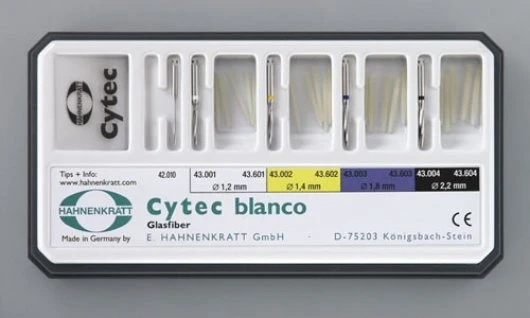 HAHNENKRATT
Cytec
Tips + Info:
www.hahnenkratt.com
42.010
43.001 43.601
Ø 1,2 mm
43.002 43.602
Ø 1,4 mm
43.003 43.603
Ø 1,8 mm
43.004 43.604
Ø 2,2 mm
HAHNENKRATT
Cytec blanco
Glasfiber
CE
Made in Germany by E. HAHNENKRATT GmbH · D-75203 Königsbach-Stein